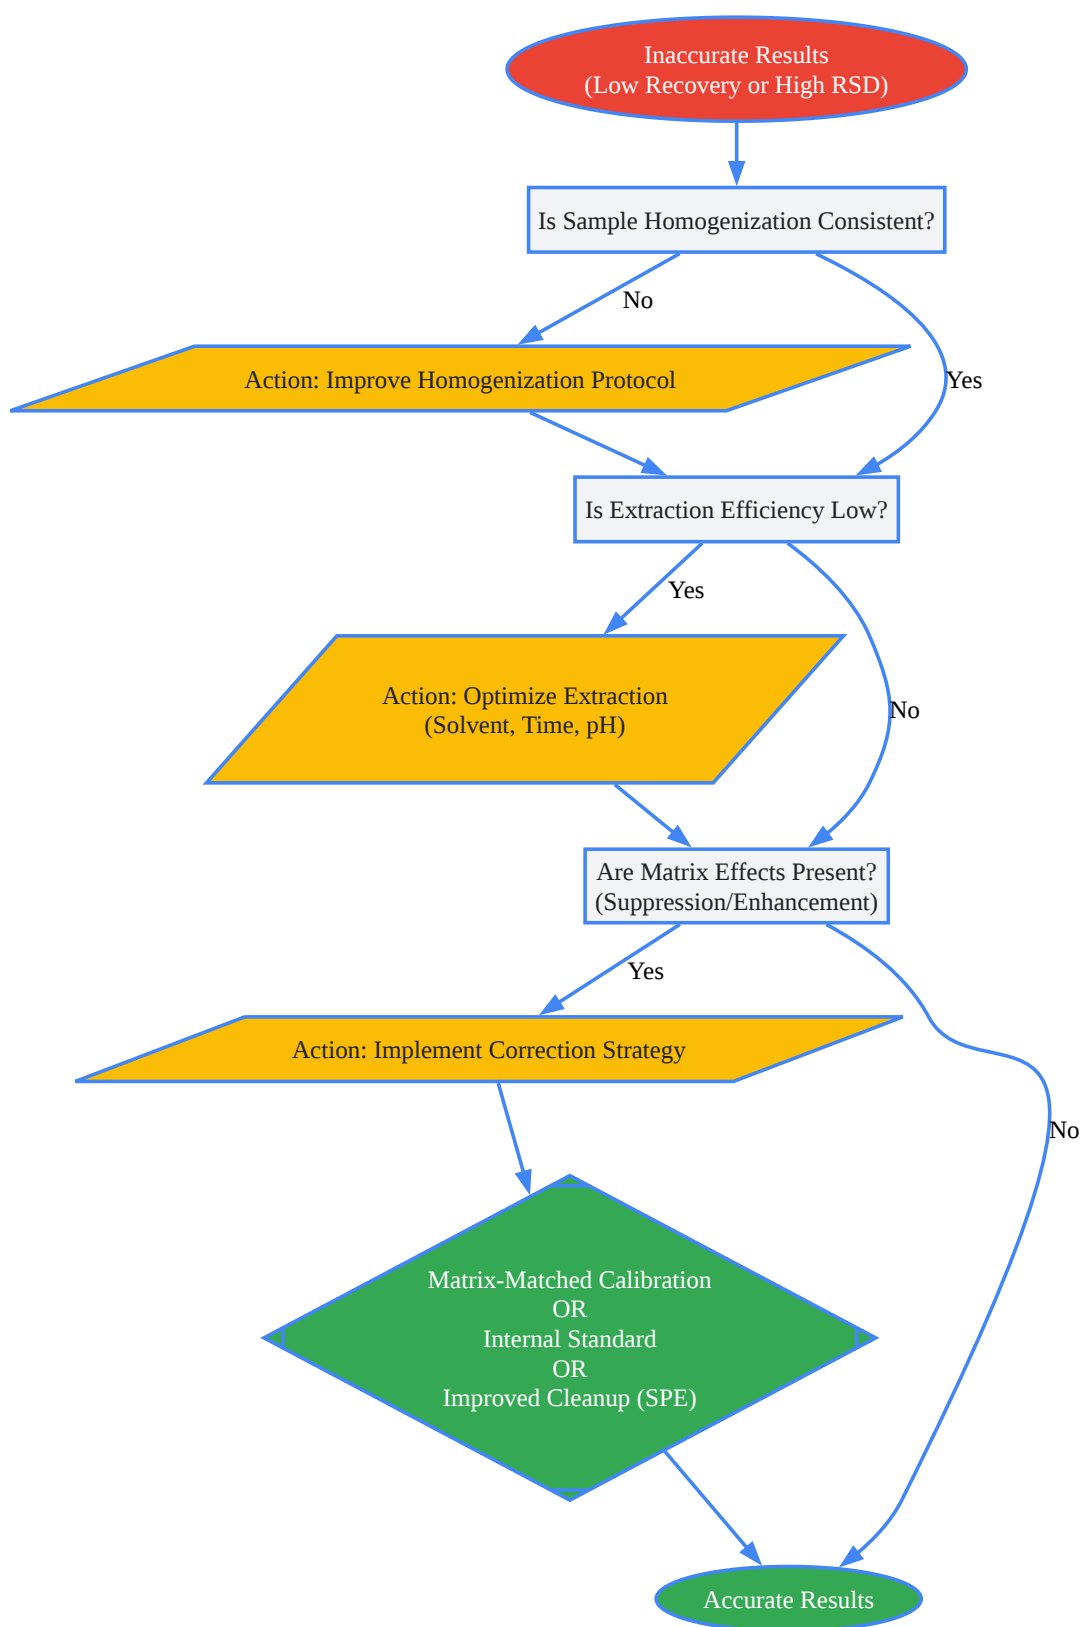 Inaccurate Results
(Low Recovery or High RSD)
Is Sample Homogenization Consistent?
No
Action: Improve Homogenization Protocol
Yes
Is Extraction Efficiency Low?
Yes
Action: Optimize Extraction
(Solvent, Time, pH)
No
Are Matrix Effects Present?
(Suppression/Enhancement)
Yes
Action: Implement Correction Strategy
No
Matrix-Matched Calibration
OR
Internal Standard
OR
Improved Cleanup (SPE)
Accurate Results